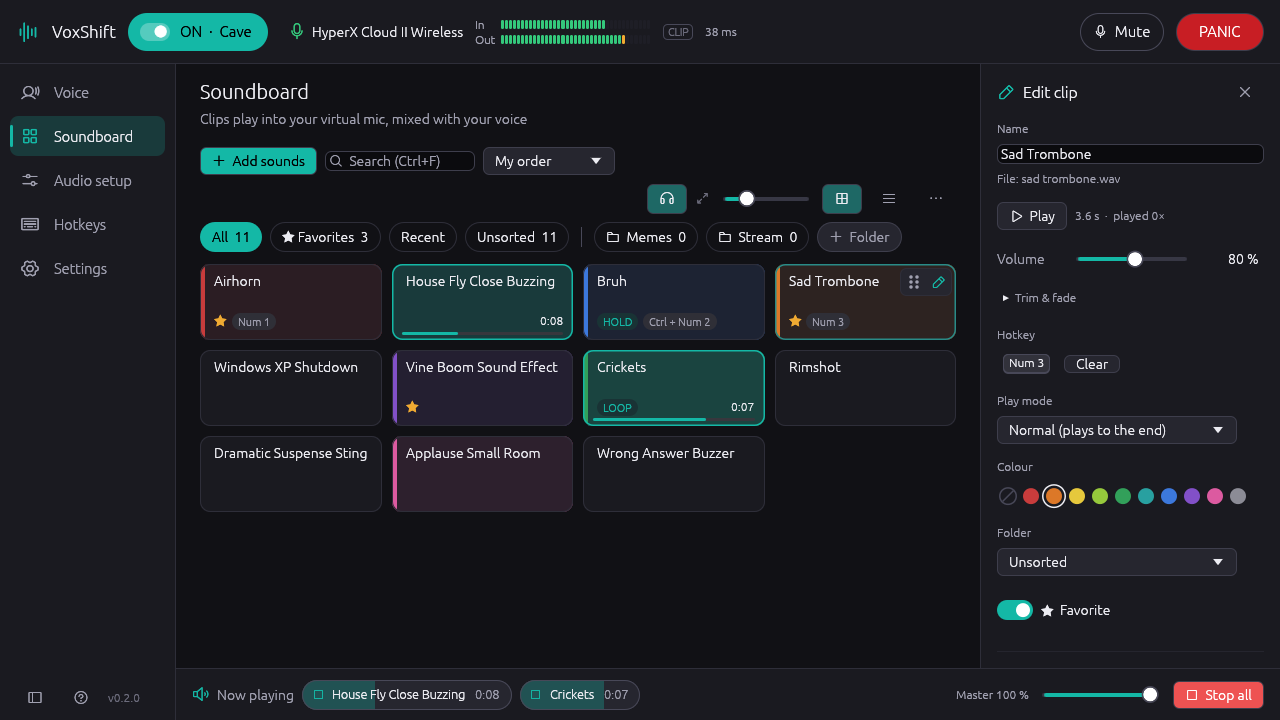 VoxShift
ON · Cave
HyperX Cloud II Wireless
In
Out
CLIP
38 ms
Mute
PANIC
Voice
Soundboard
Audio setup
Hotkeys
Settings
v0.2.0
Soundboard
Clips play into your virtual mic, mixed with your voice
+ Add sounds
Search (Ctrl+F)
My order
All 11
Favorites 3
Recent
Unsorted 11
Memes 0
Stream 0
+ Folder
Airhorn
Num 1
House Fly Close Buzzing
0:08
Bruh
HOLD
Ctrl + Num 2
Sad Trombone
Num 3
Windows XP Shutdown
Vine Boom Sound Effect
Crickets
LOOP
0:07
Rimshot
Dramatic Suspense Sting
Applause Small Room
Wrong Answer Buzzer
Edit clip
Name
Sad Trombone
File: sad trombone.wav
Play
3.6 s · played 0×
Volume
80 %
Trim & fade
Hotkey
Num 3
Clear
Play mode
Normal (plays to the end)
Colour
Folder
Unsorted
Favorite
Now playing
House Fly Close Buzzing 0:08
Crickets 0:07
Master 100 %
Stop all